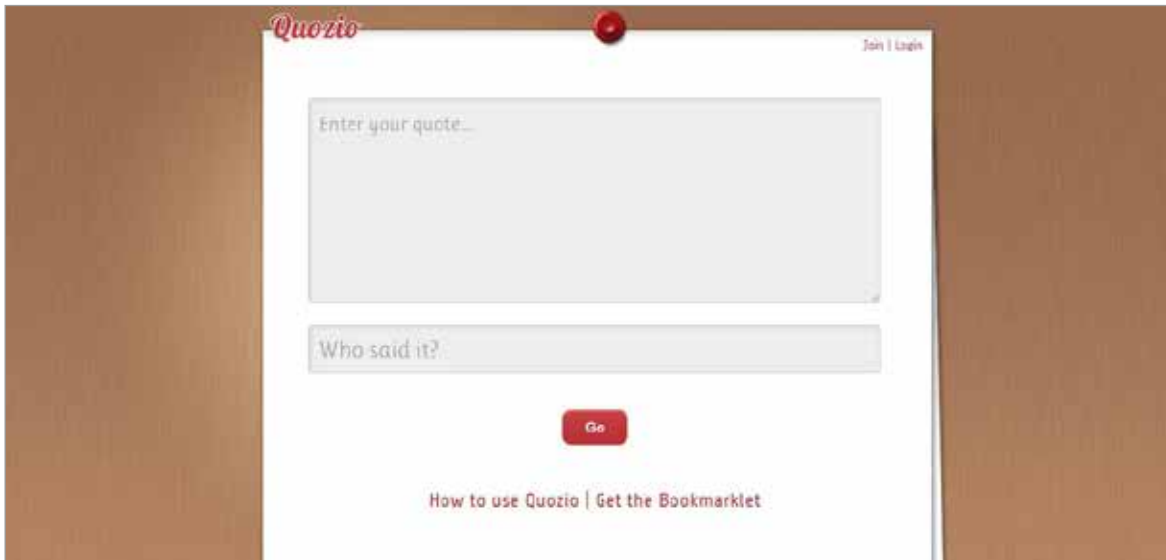 Quozio
Join | Login
Enter your quote...
Who said it?
Go
How to use Quozio | Get the Bookmarklet